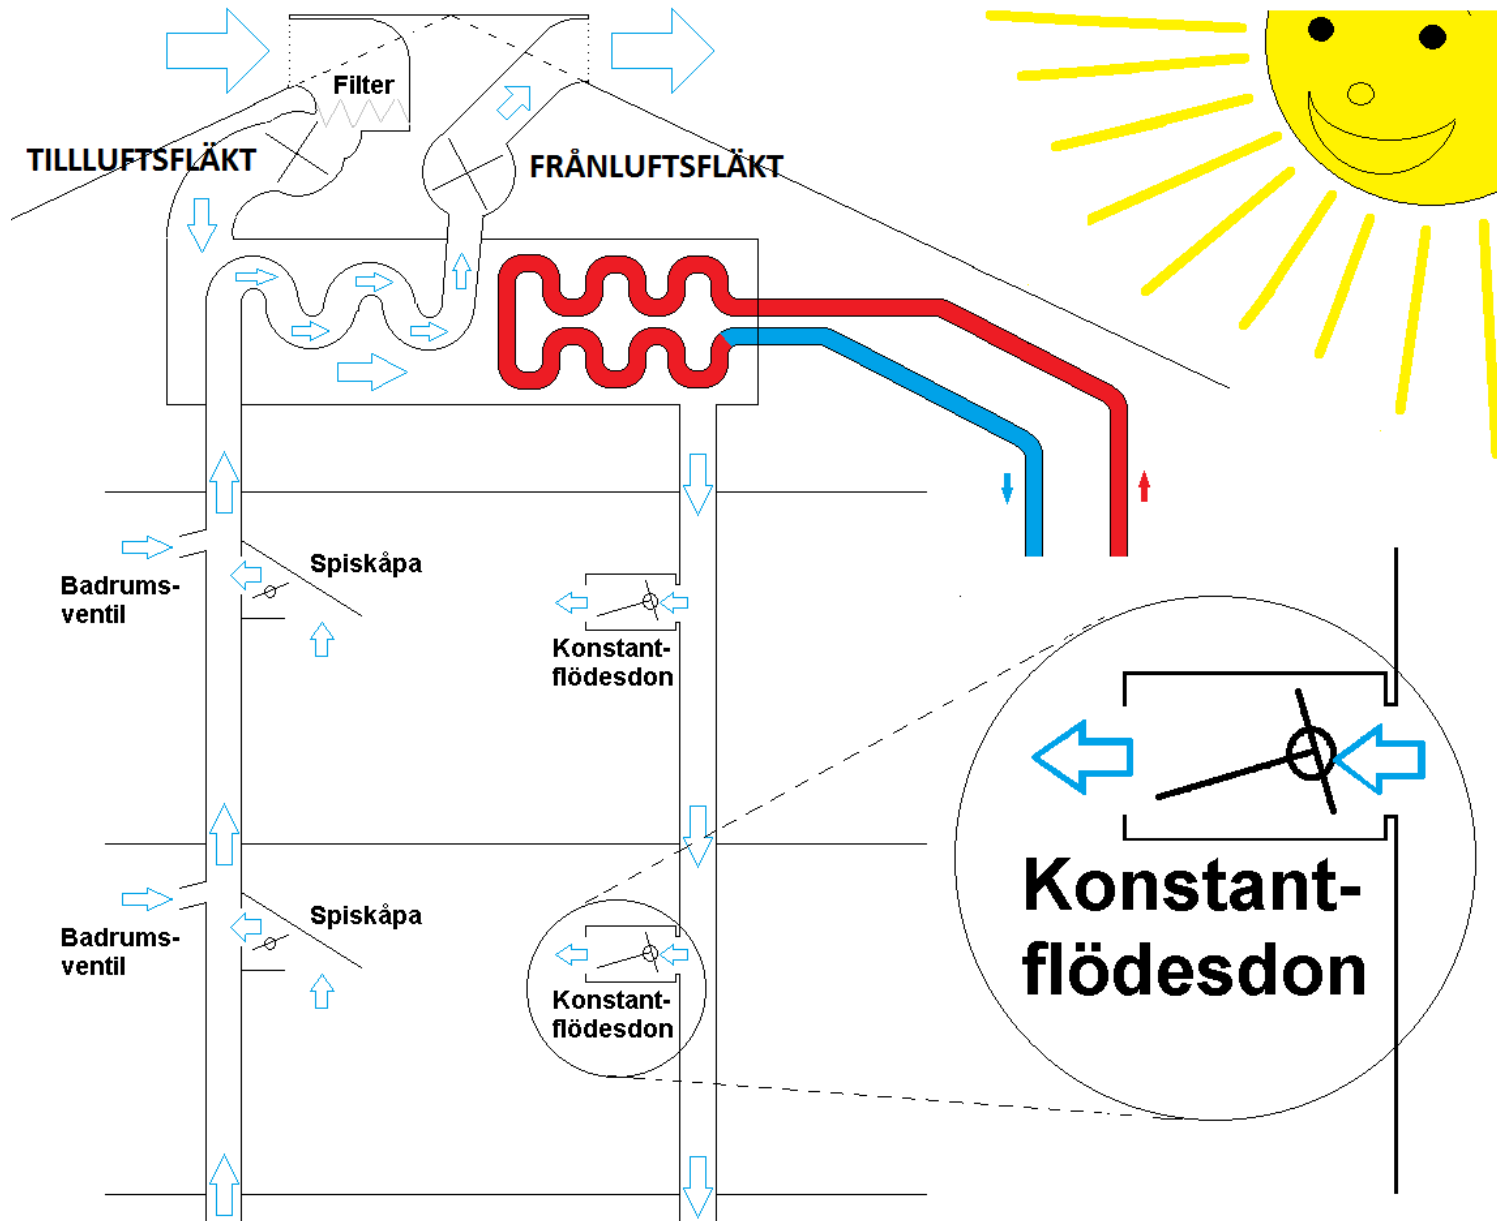 Filter
TILLLUFTSFLÄKT
FRÅNLUFTSFLÄKT
Spiskåpa
Badrums-
ventil
Konstant-
flödesdon
Spiskåpa
Badrums-
ventil
Konstant-
flödesdon
Konstant-
flödesdon